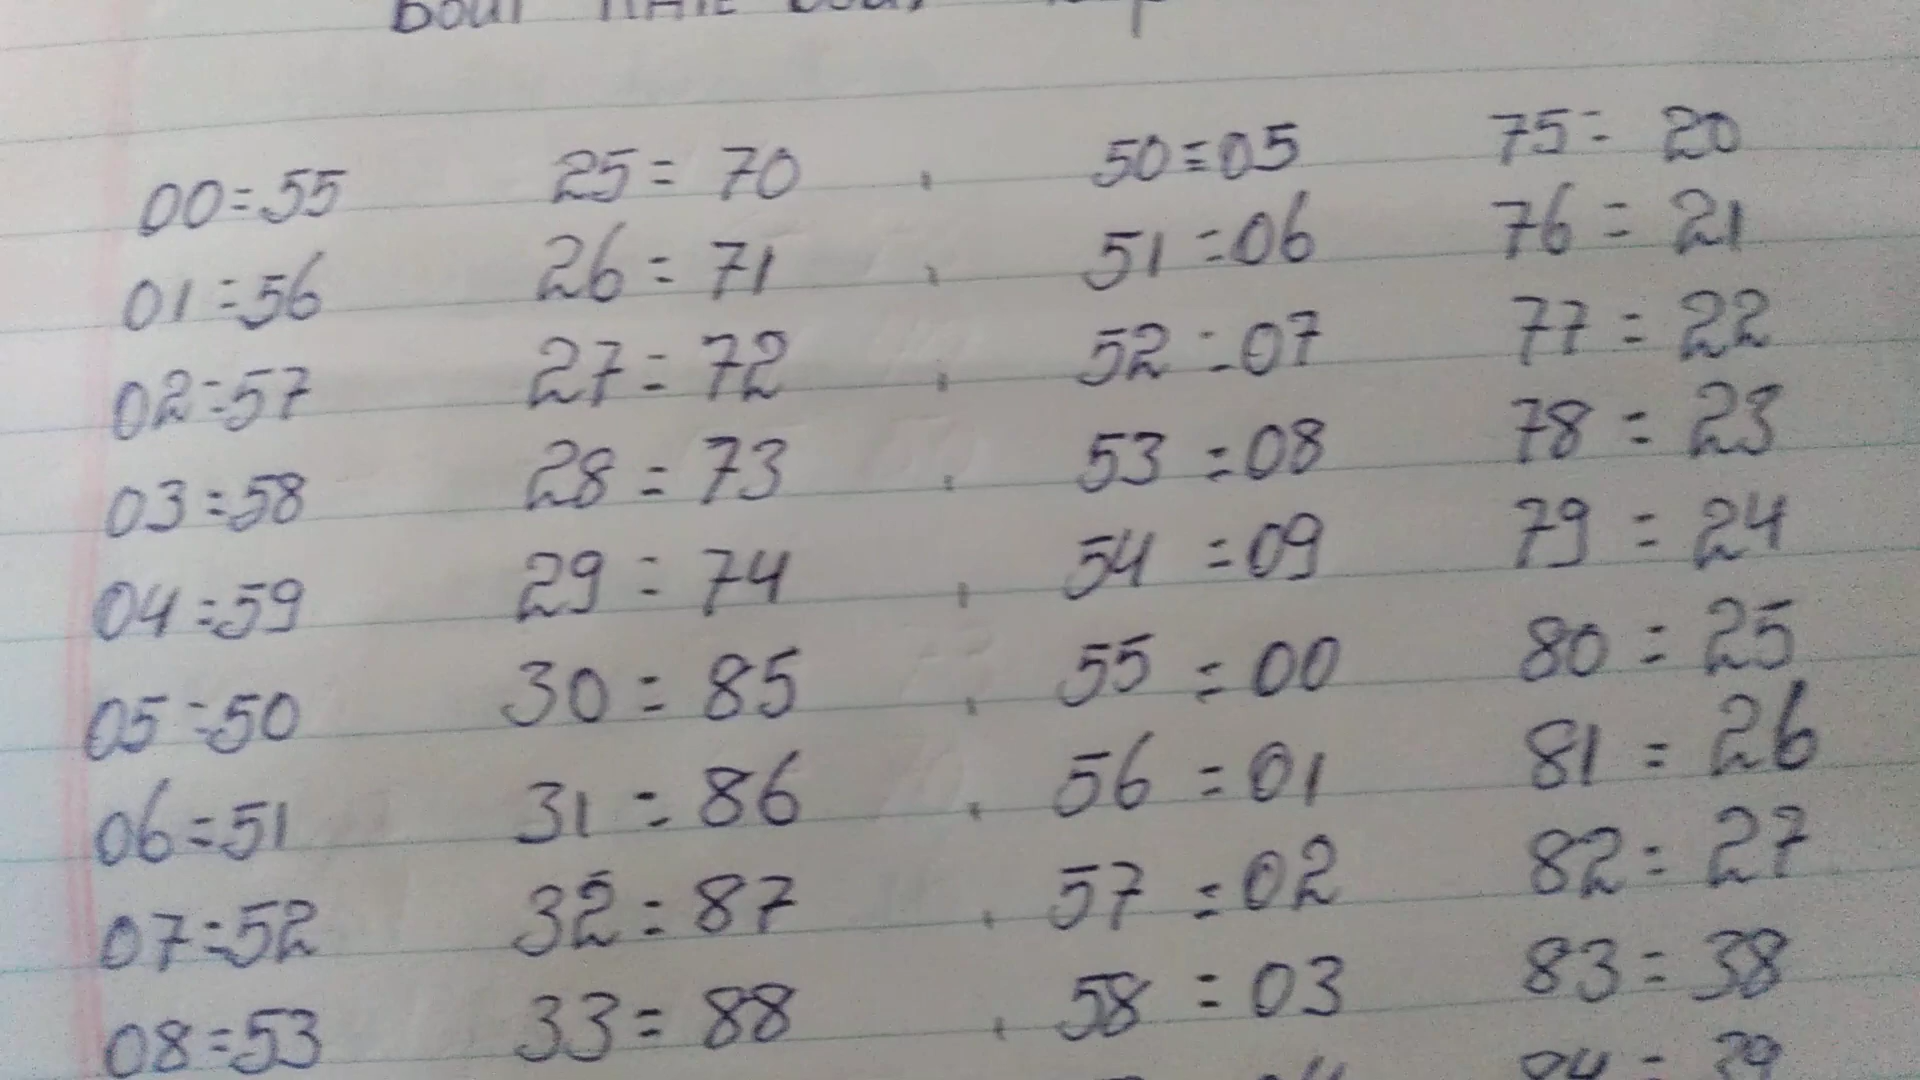 00=55 25=70 50=05 75=20
01=56 26=71 51=06 76=21
02=57 27=72 52=07 77=22
03=58 28=73 53=08 78=23
04=59 29=74 54=09 79=24
05=50 30=85 55=00 80=25
06=51 31=86 56=01 81=26
07=52 32=87 57=02 82=27
08=53 33=88 58=03 83=38